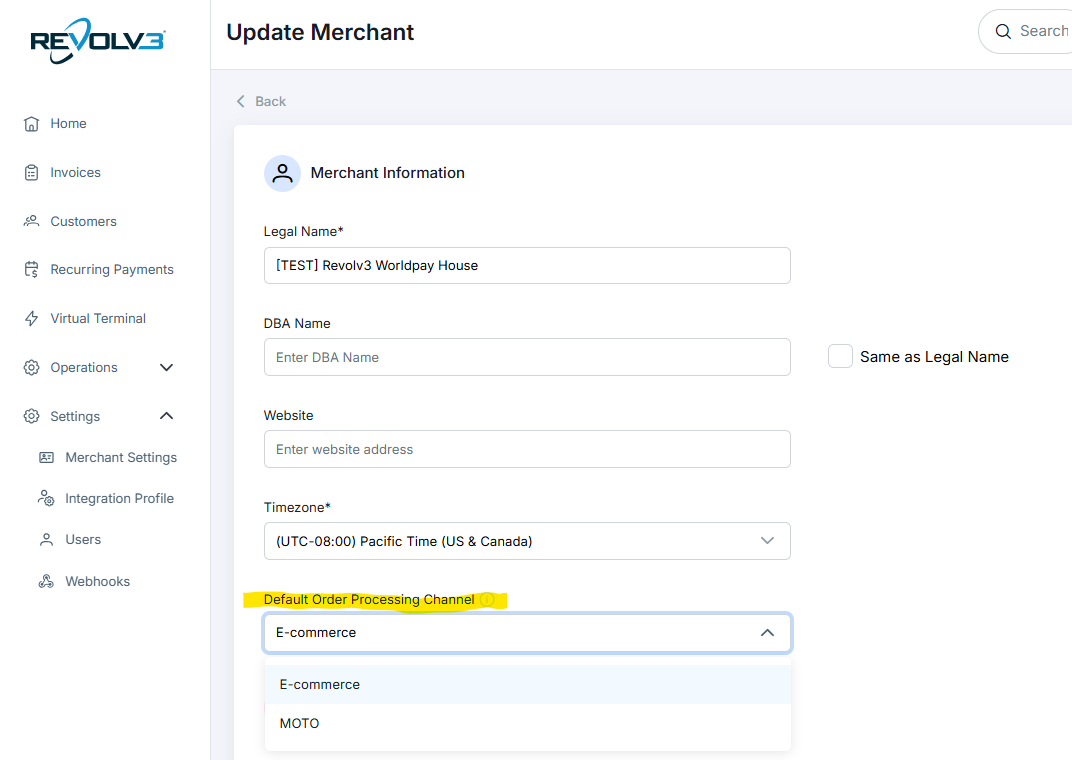 REVOLV3
Update Merchant
Search
Home
Invoices
Customers
Recurring Payments
Virtual Terminal
Operations
Settings
Merchant Settings
Integration Profile
Users
Webhooks
Back
Merchant Information
Legal Name*
[TEST] Revolv3 Worldpay House
DBA Name
Enter DBA Name
Same as Legal Name
Website
Enter website address
Timezone*
(UTC-08:00) Pacific Time (US & Canada)
Default Order Processing Channel
E-commerce
E-commerce
MOTO